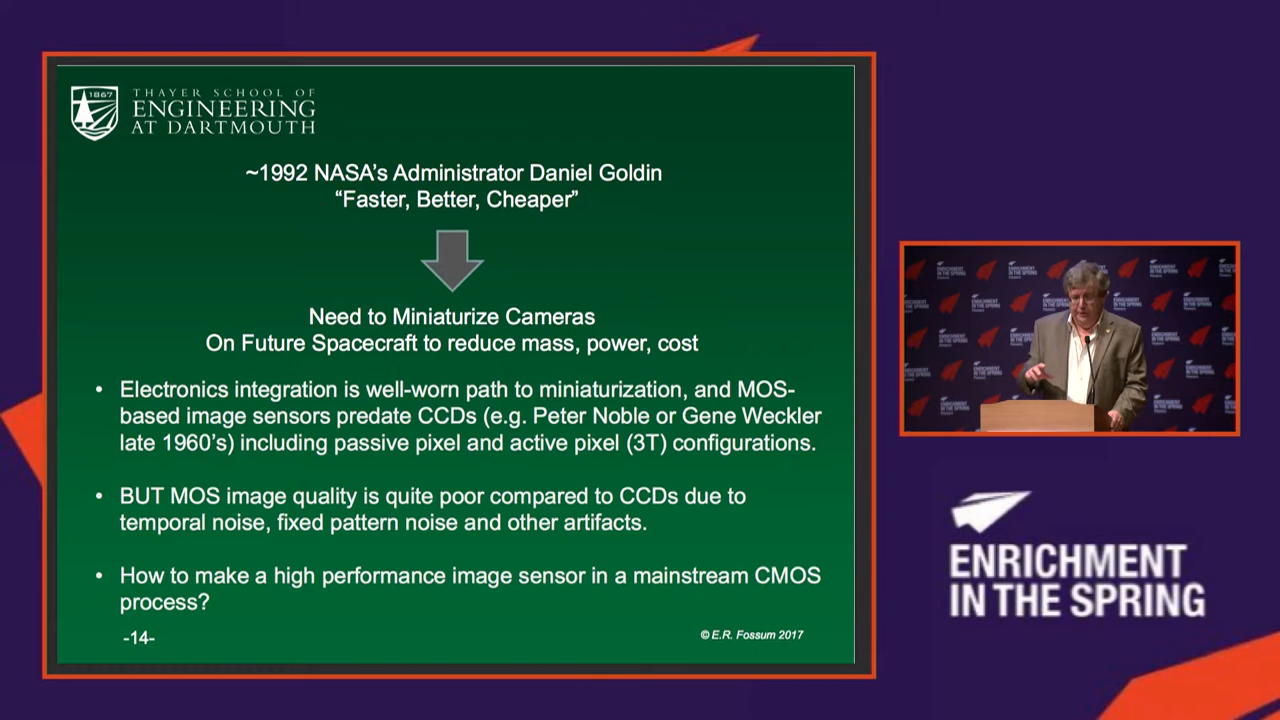 1867
THAYER SCHOOL OF
ENGINEERING
AT DARTMOUTH
~1992 NASA's Administrator Daniel Goldin
“Faster, Better, Cheaper”
Need to Miniaturize Cameras
On Future Spacecraft to reduce mass, power, cost
• Electronics integration is well-worn path to miniaturization, and MOS-
based image sensors predate CCDs (e.g. Peter Noble or Gene Weckler
late 1960's) including passive pixel and active pixel (3T) configurations.
• BUT MOS image quality is quite poor compared to CCDs due to
temporal noise, fixed pattern noise and other artifacts.
• How to make a high performance image sensor in a mainstream CMOS
process?
-14-
© E.R. Fossum 2017
ENRICHMENT
IN THE SPRING